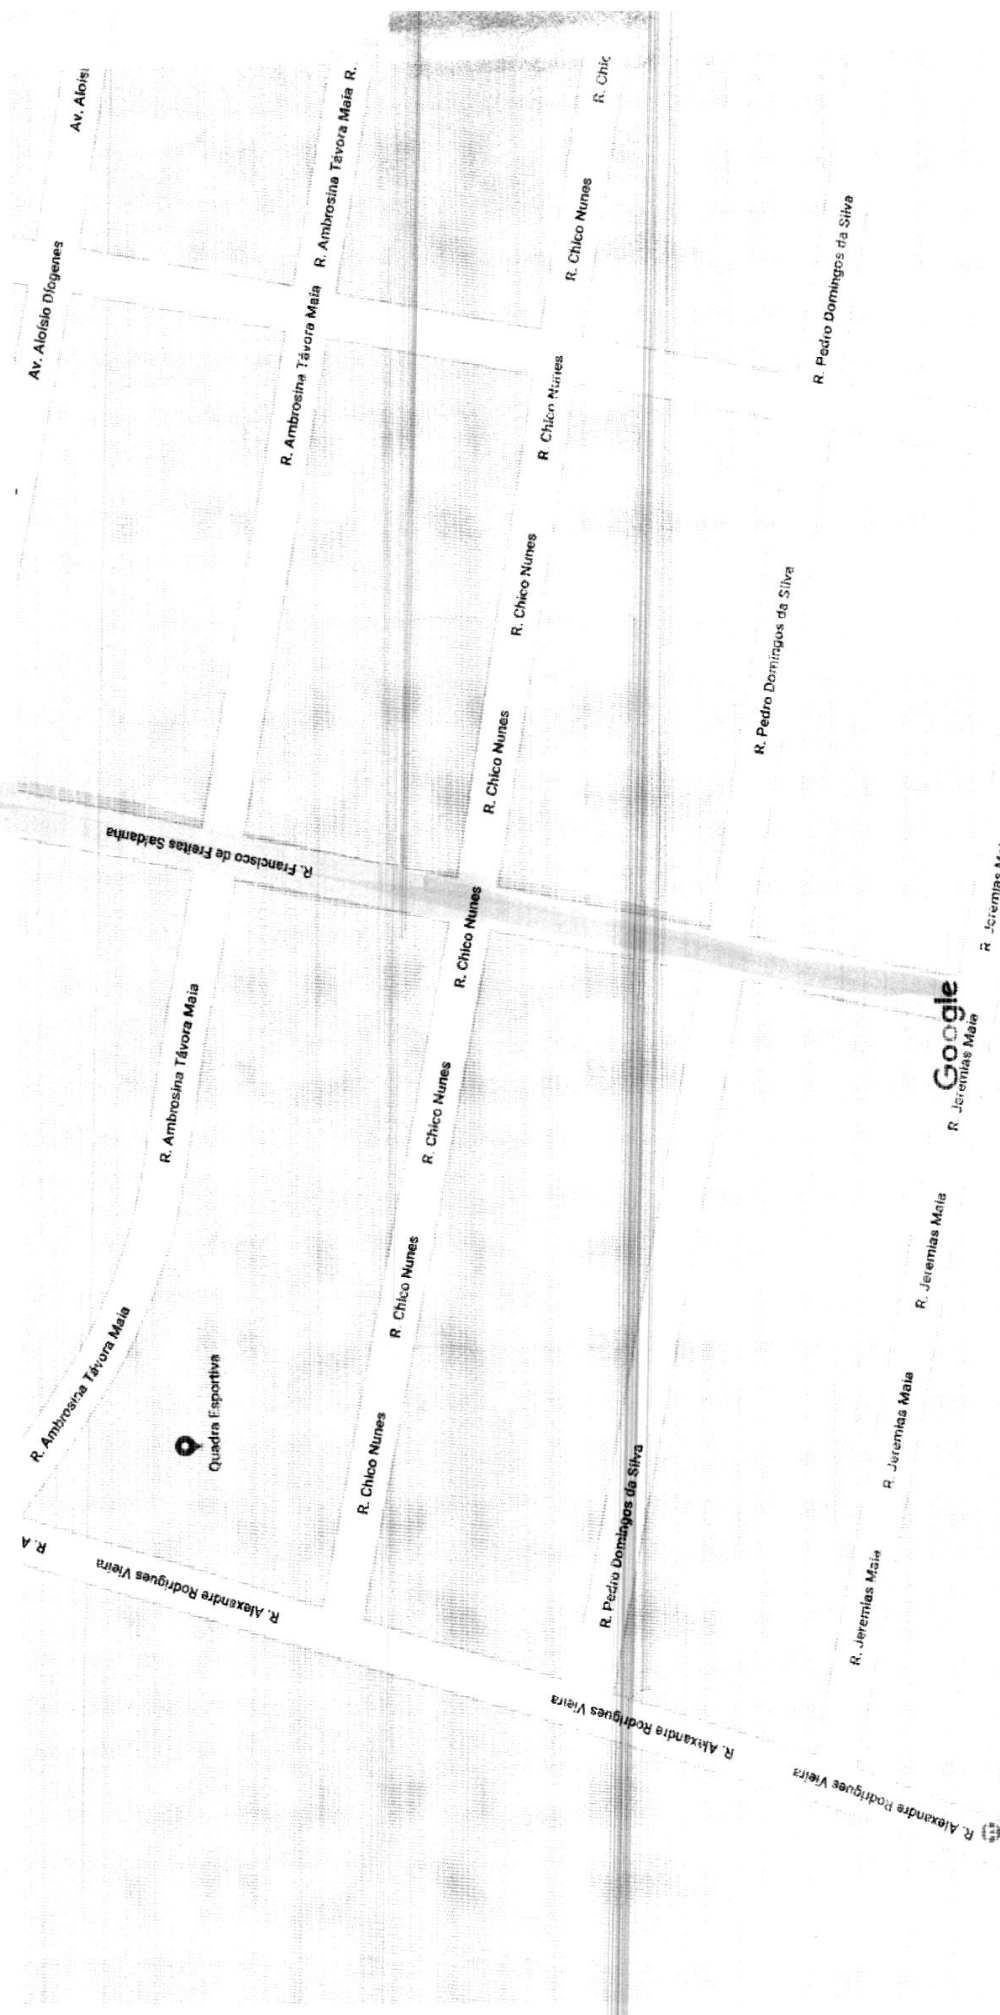 Av. Aloísi
R. Ambrosina Távora Maia
R.
R. Chic
Av. Aloísio Diogenes
R. Ambrosina Távora Maia
R. Chico Nunes
R. Pedro Domingos da Silva
R. Chico Nunes
R. Chico Nunes
R. Pedro Domingos da Silva
R. Chico Nunes
R. Francisco de Freitas Saldanha
R. Chico Nunes
R. Jeremias Ma
R. Ambrosina Távora Maia
Google
R. Jeremias Maia
R. Chico Nunes
R. Chico Nunes
R. Jeremias Maia
R. Ambrosina Távora Maia
Quadra Esportiva
R. Chico Nunes
R. Jeremias Maia
R. Pedro Domingos da Silva
R. A
R. Alexandre Rodrigues Vieira
R. Jeremias Maia
R. Alexandre Rodrigues Vieira
R. Alexandre Rodrigues Vieira